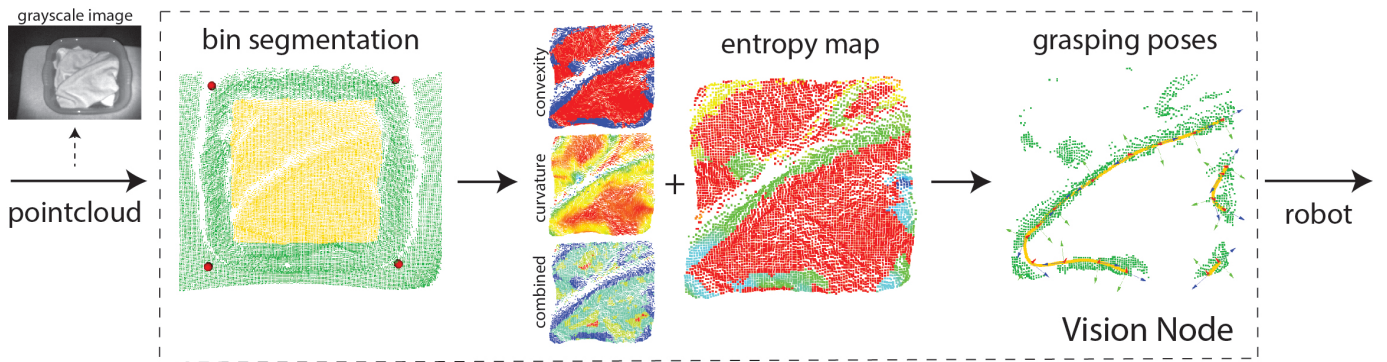 grayscale image
pointcloud
bin segmentation
convexity
curvature
combined
+
entropy map
grasping poses
Vision Node
robot